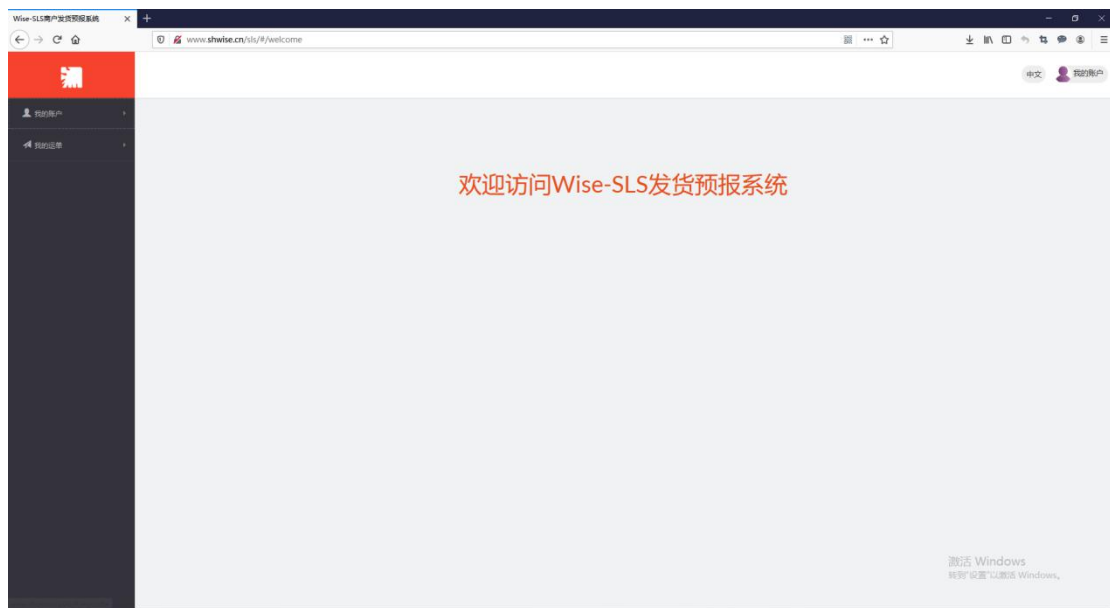 Wise-SLS商户发货预报系统
www.shwise.cn/sls/#/welcome
中文
我的账户
我的账户
我的运单
欢迎访问Wise-SLS发货预报系统
激活 Windows
转到"设置"以激活 Windows。